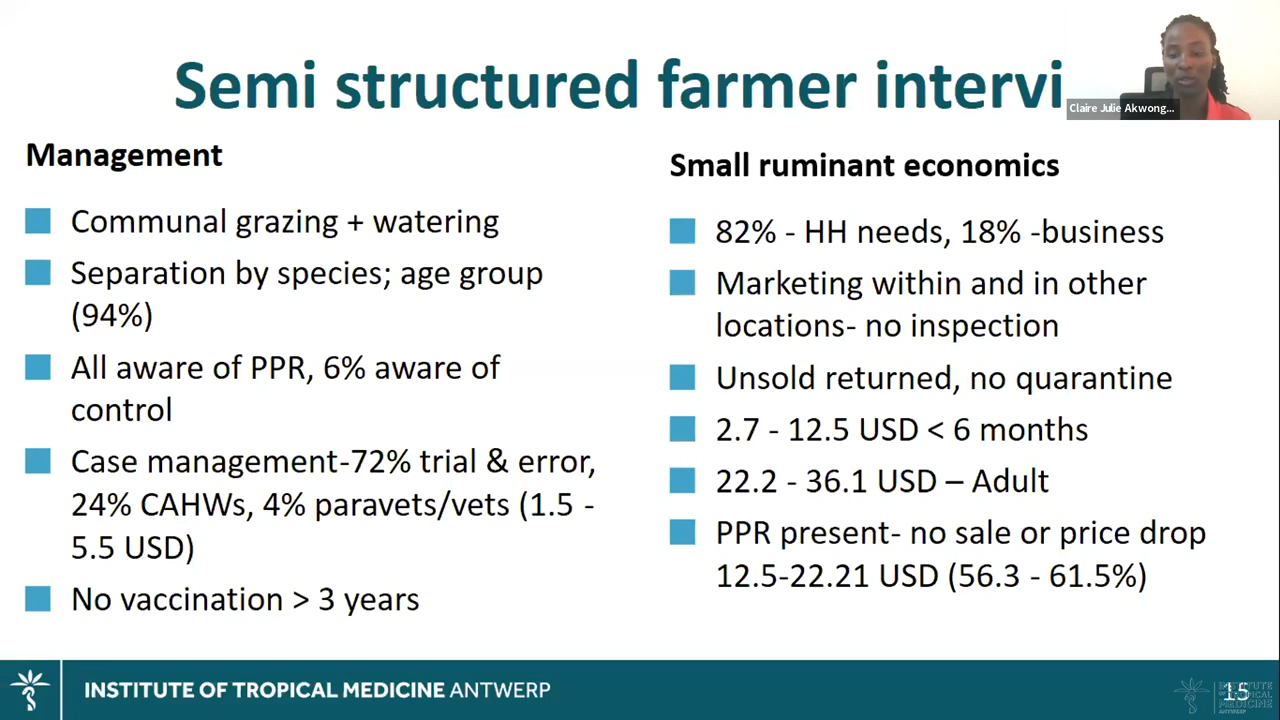 Semi structured farmer intervi
Claire Julie Akwong...
Management
Communal grazing + watering
Separation by species; age group
(94%)
All aware of PPR, 6% aware of
control
Case management-72% trial & error,
24% CAHWs, 4% paravets/vets (1.5 -
5.5 USD)
No vaccination > 3 years
Small ruminant economics
82% - HH needs, 18% -business
Marketing within and in other
locations- no inspection
Unsold returned, no quarantine
2.7 - 12.5 USD < 6 months
22.2 - 36.1 USD – Adult
PPR present- no sale or price drop
12.5-22.21 USD (56.3 - 61.5%)
INSTITUTE OF TROPICAL MEDICINE ANTWERP
15
INSTITUTE
OF TROPICAL
MEDICINE
ANTWERP